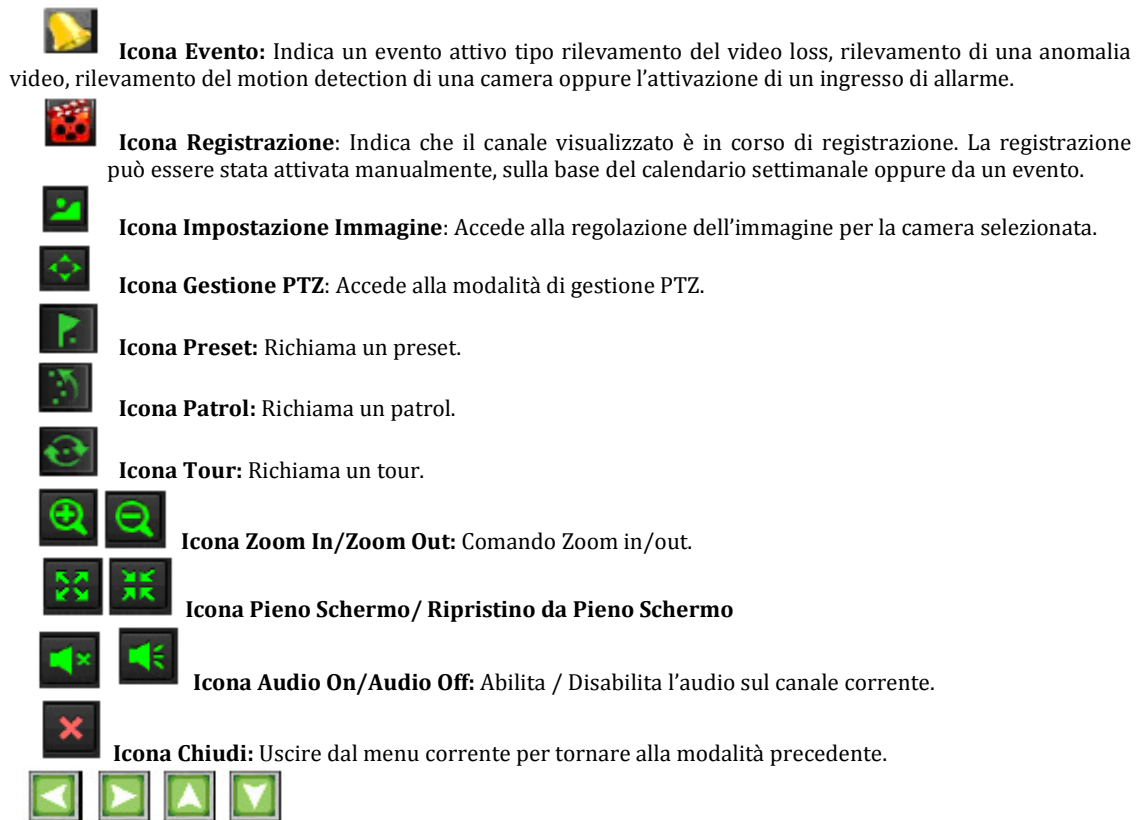 Icona Evento: Indica un evento attivo tipo rilevamento del video loss, rilevamento di una anomalia
video, rilevamento del motion detection di una camera oppure l’attivazione di un ingresso di allarme.
Icona Registrazione: Indica che il canale visualizzato è in corso di registrazione. La registrazione
può essere stata attivata manualmente, sulla base del calendario settimanale oppure da un evento.
Icona Impostazione Immagine: Accede alla regolazione dell’immagine per la camera selezionata.
Icona Gestione PTZ: Accede alla modalità di gestione PTZ.
Icona Preset: Richiama un preset.
Icona Patrol: Richiama un patrol.
Icona Tour: Richiama un tour.
Icona Zoom In/Zoom Out: Comando Zoom in/out.
Icona Pieno Schermo/ Ripristino da Pieno Schermo
Icona Audio On/Audio Off: Abilita / Disabilita l’audio sul canale corrente.
Icona Chiudi: Uscire dal menu corrente per tornare alla modalità precedente.